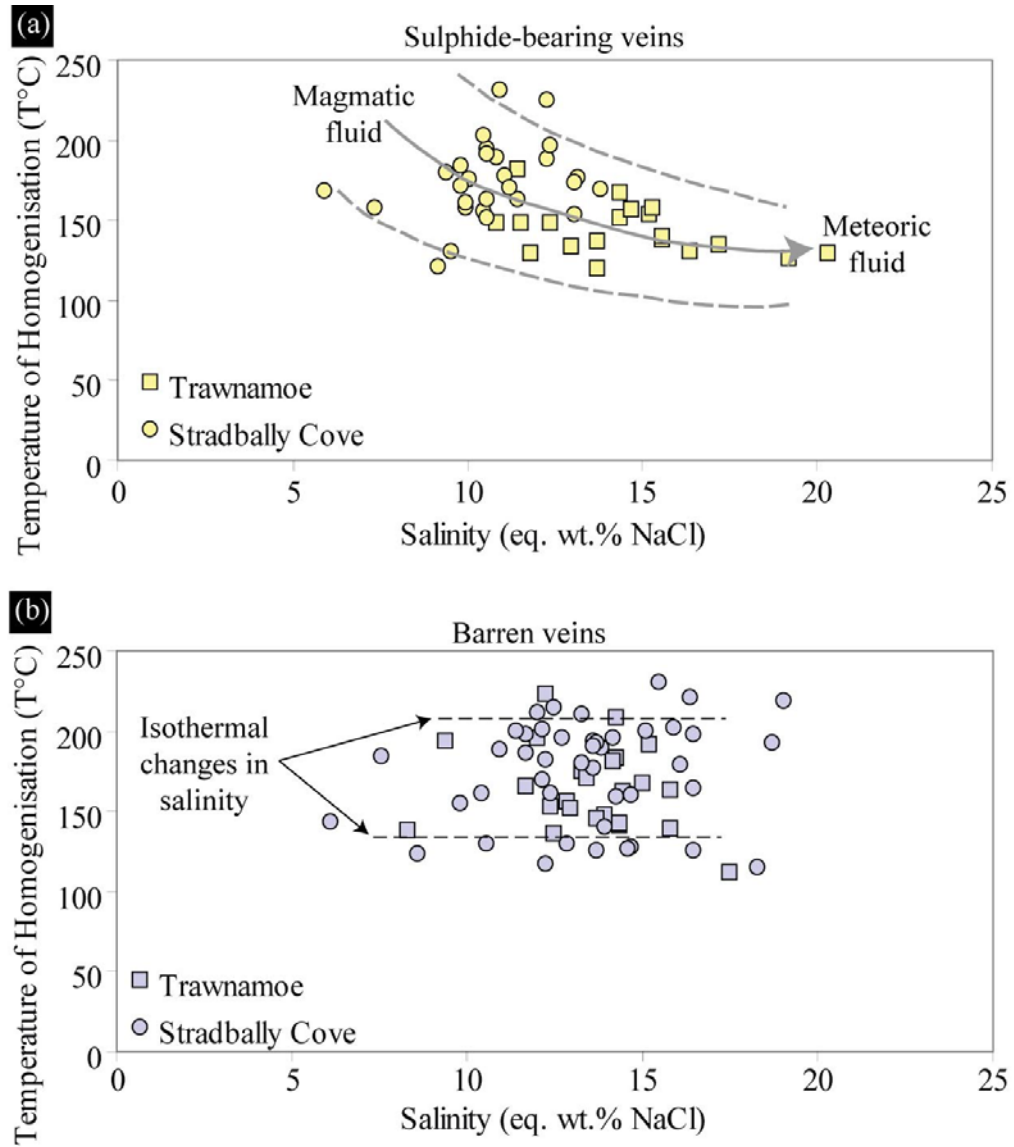 (a)
Sulphide-bearing veins
Temperature of Homogenisation (T°C)
250
200
150
100
50
0
Magmatic
fluid
Meteoric
fluid
Trawnamoe
Stradbally Cove
0 5 10 15 20 25
Salinity (eq. wt.% NaCl)
(b)
Barren veins
Temperature of Homogenisation (T°C)
250
200
150
100
50
0
Isothermal
changes in
salinity
Trawnamoe
Stradbally Cove
0 5 10 15 20 25
Salinity (eq. wt.% NaCl)